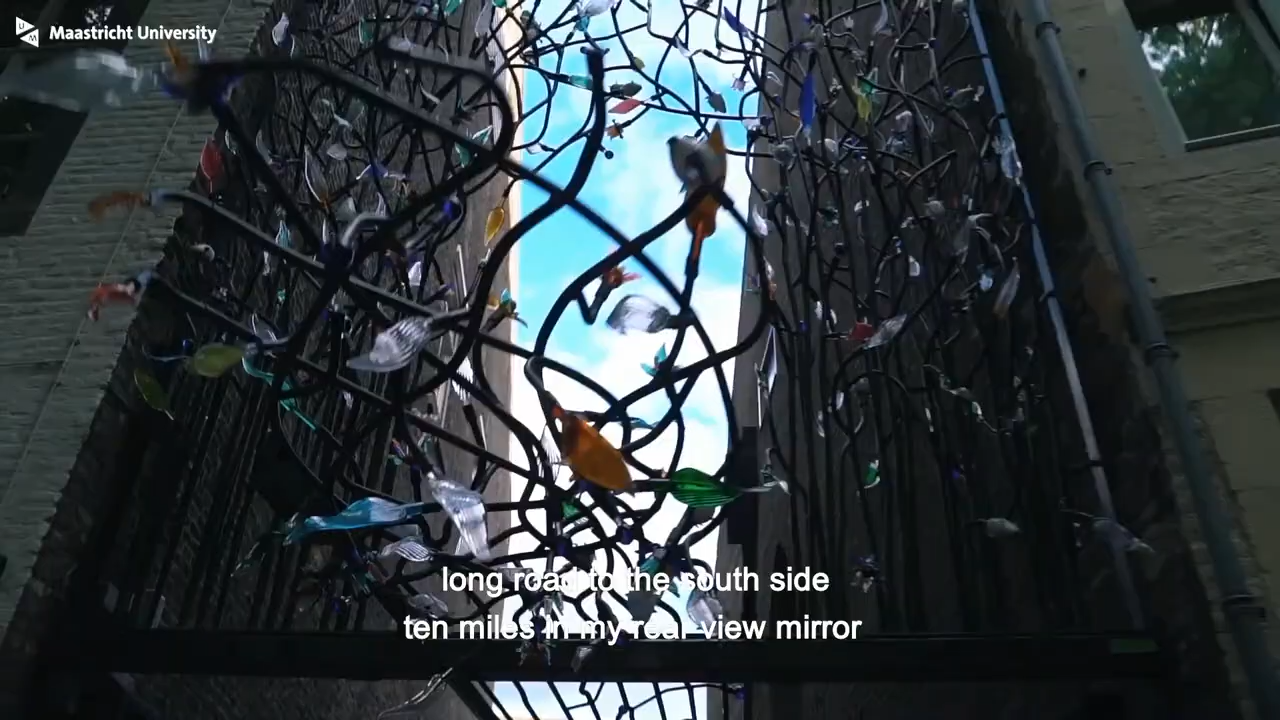 Maastricht University
long road to the south side
ten miles in my rear view mirror